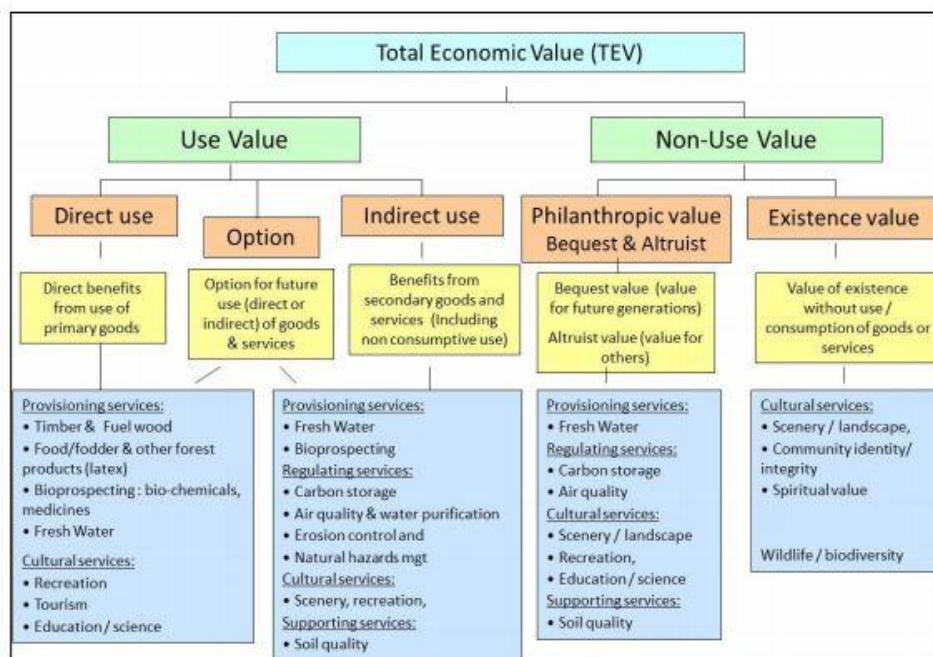 Total Economic Value (TEV)
Use Value
Non-Use Value
Direct use
Option
Indirect use
Philanthropic value
Bequest & Altruist
Existence value
Direct benefits
from use of
primary goods
Option for future
use (direct or
indirect) of goods
& services
Benefits from
secondary goods and
services (Including
non consumptive use)
Bequest value (value
for future generations)
Altruist value (value for
others)
Value of existence
without use /
consumption of goods or
services
Provisioning services:
• Timber & Fuel wood
• Food/fodder & other forest
products (latex)
• Bioprospecting : bio-chemicals,
medicines
• Fresh Water
Cultural services:
• Recreation
• Tourism
• Education / science
Provisioning services:
• Fresh Water
• Bioprospecting
Regulating services:
• Carbon storage
• Air quality & water purification
• Erosion control and
• Natural hazards mgt
Cultural services:
• Scenery, recreation,
Supporting services:
• Soil quality
Provisioning services:
• Fresh Water
Regulating services:
• Carbon storage
• Air quality
Cultural services:
• Scenery / landscape
• Recreation,
• Education / science
Supporting services:
• Soil quality
Cultural services:
• Scenery / landscape,
• Community identity/
integrity
• Spiritual value
Wildlife / biodiversity